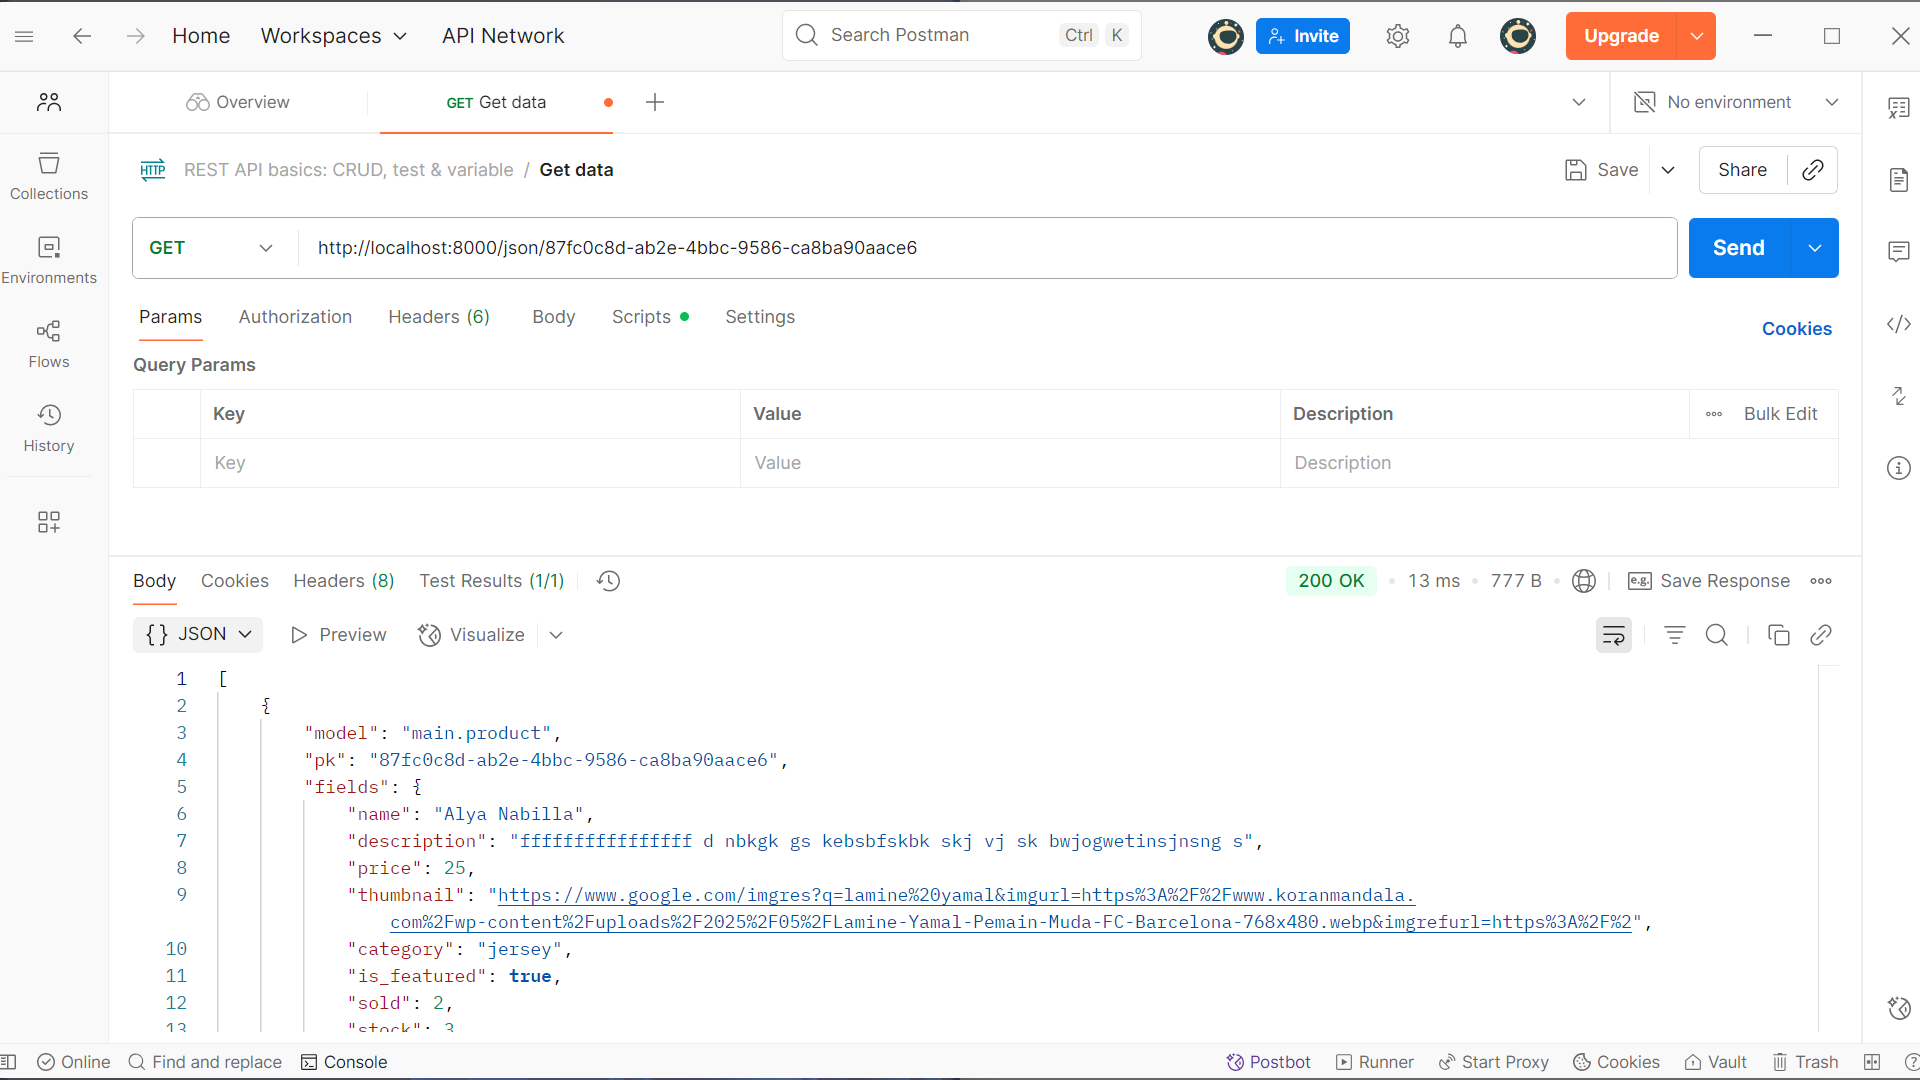 Home Workspaces API Network Search Postman Ctrl K Invite Upgrade
Overview GET Get data No environment
HTTP REST API basics: CRUD, test & variable / Get data Save Share
Collections
GET http://localhost:8000/json/87fc0c8d-ab2e-4bbc-9586-ca8ba90aace6 Send
Environments
Params Authorization Headers (6) Body Scripts Settings Cookies
Flows
Query Params
Key Value Description Bulk Edit
History
Key Value Description
Body Cookies Headers (8) Test Results (1/1) 200 OK 13 ms 777 B e.g. Save Response
{} JSON Preview Visualize
1 [
2 {
3 "model": "main.product",
4 "pk": "87fc0c8d-ab2e-4bbc-9586-ca8ba90aace6",
5 "fields": {
6 "name": "Alya Nabilla",
7 "description": "ffffffffffffffff d nbkgk gs kebsbfskbk skj vj sk bwjogwetinsjnsng s",
8 "price": 25,
9 "thumbnail": "https://www.google.com/imgres?q=lamine%20yamal&imgurl=https%3A%2F%2Fwww.koranmandala.
com%2Fwp-content%2Fuploads%2F2025%2F05%2FLamine-Yamal-Pemain-Muda-FC-Barcelona-768x480.webp&imgrefurl=https%3A%2F%2",
10 "category": "jersey",
11 "is_featured": true,
12 "sold": 2,
13 "stock": 3
Online Find and replace Console Postbot Runner Start Proxy Cookies Vault Trash